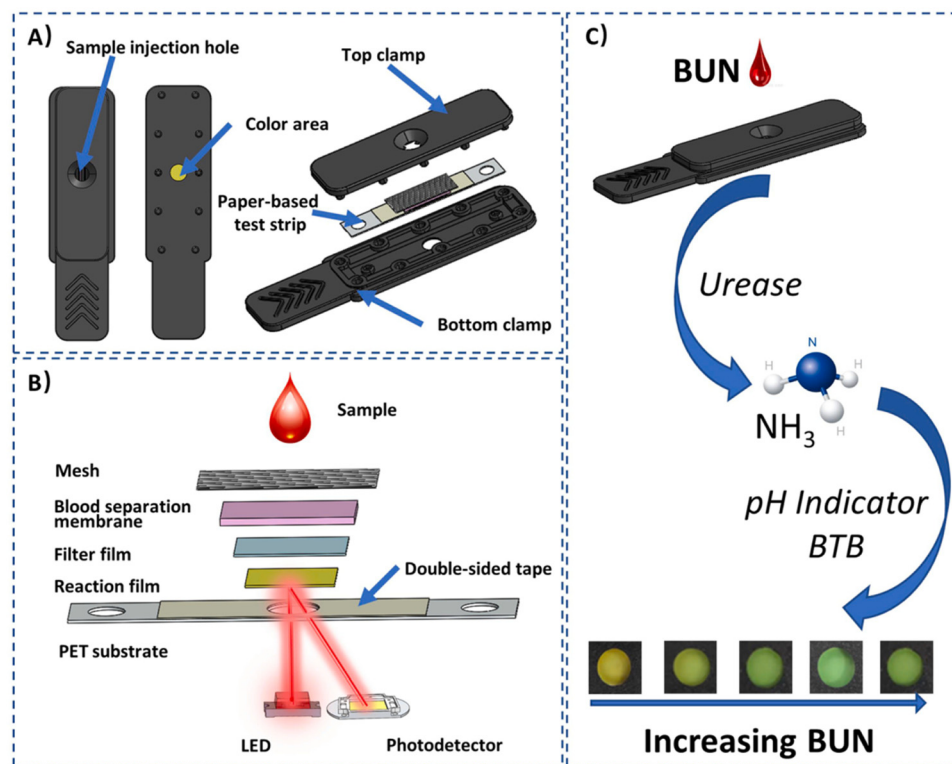 A)
Sample injection hole
Top clamp
Color area
Paper-based
test strip
Bottom clamp
B)
Sample
Mesh
Blood separation
membrane
Filter film
Reaction film
Double-sided tape
PET substrate
LED
Photodetector
C)
BUN
Urease
N
H
H
H
NH₃
pH Indicator
BTB
Increasing BUN